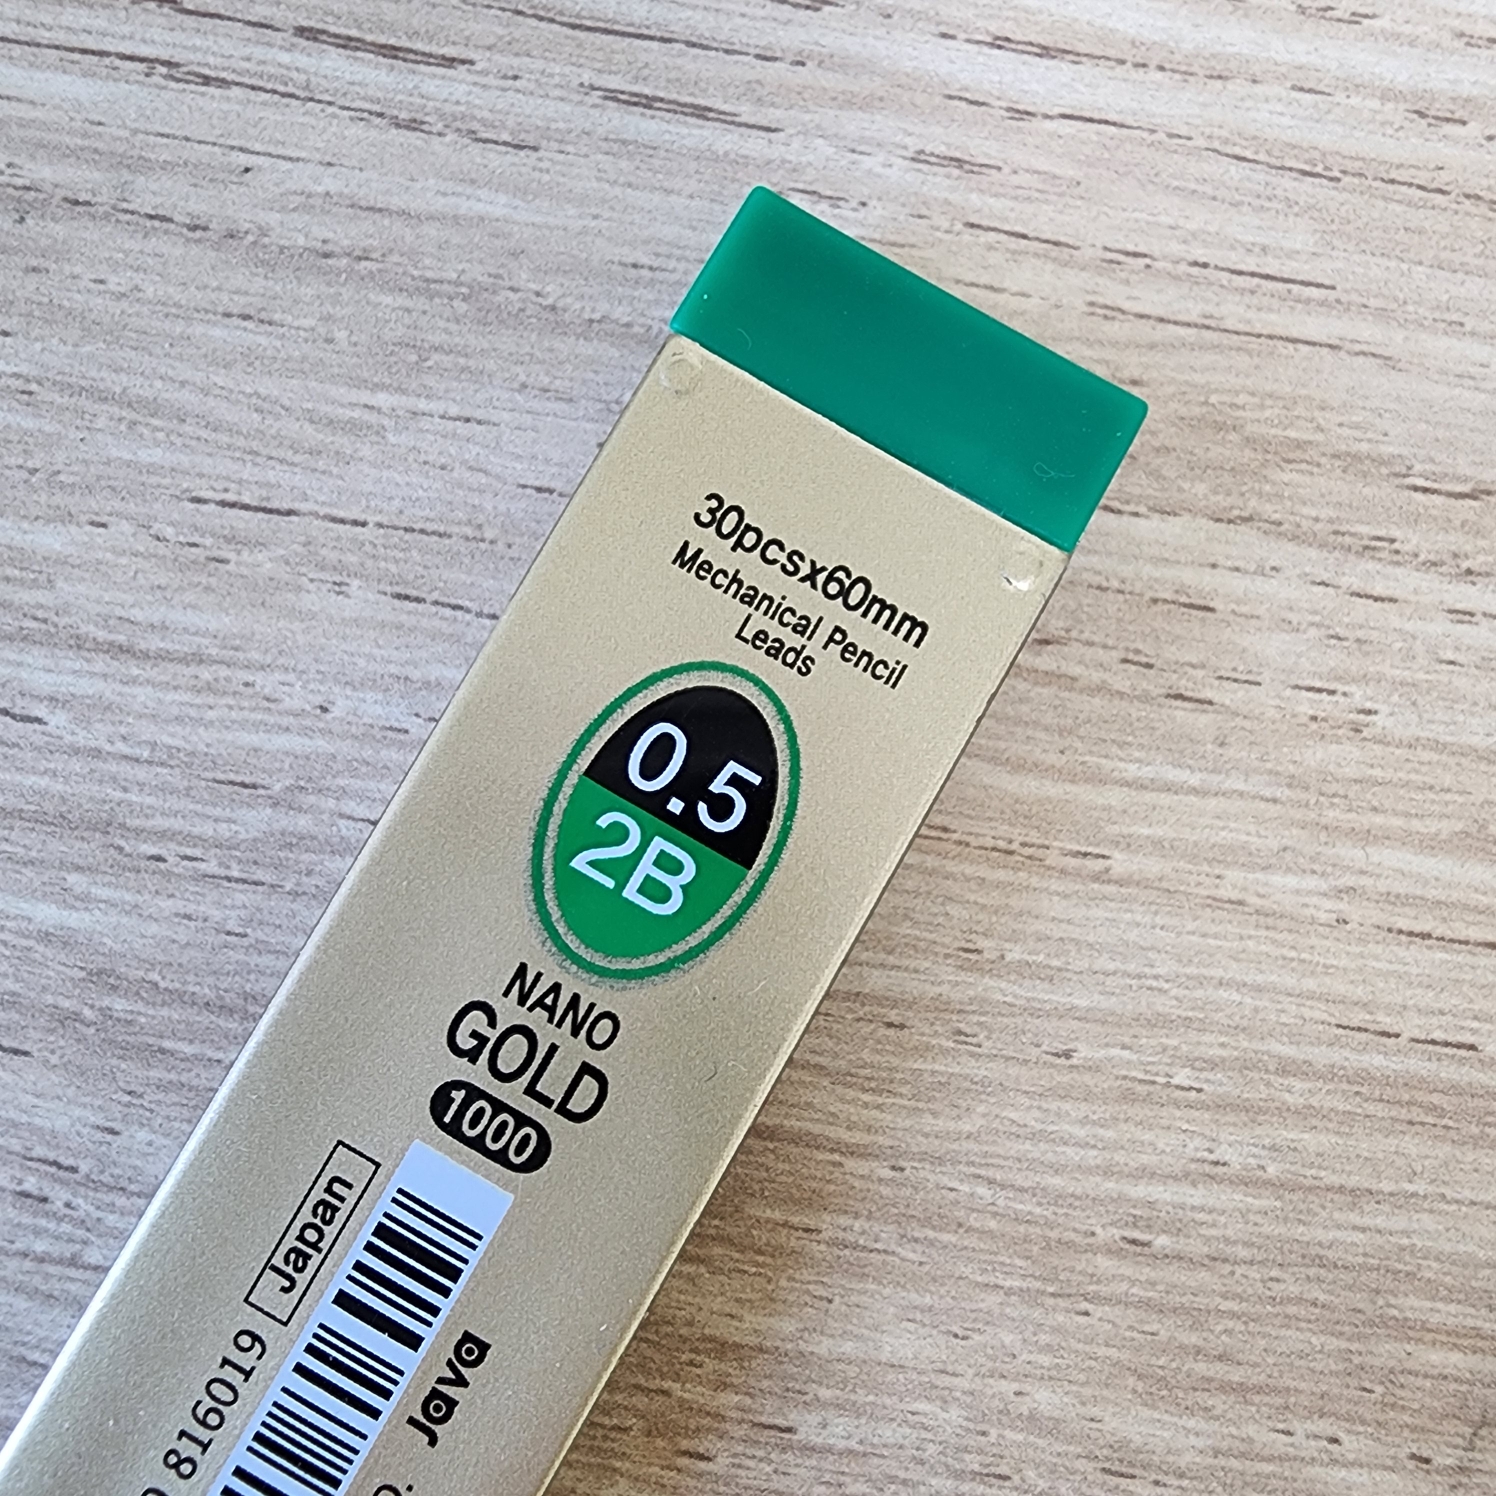 30pcsx60mm
Mechanical Pencil
Leads
0.5
2B
NANO
GOLD
1000
Japan
816019
Java